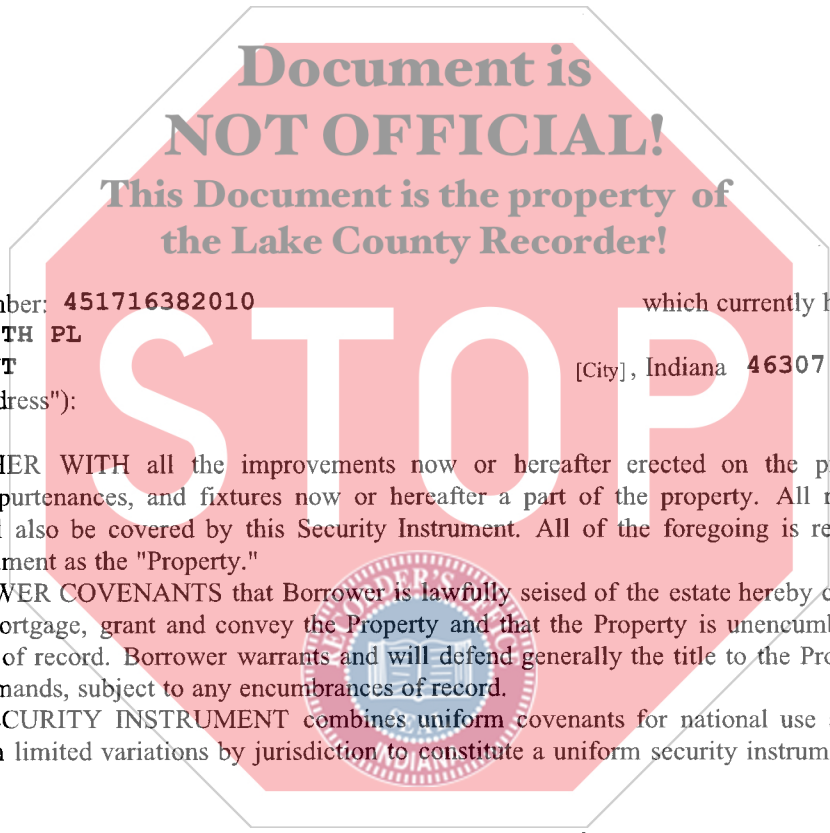 Document is
NOT OFFICIAL!
This Document is the property of
the Lake County Recorder!
mber: 451716382010 which currently h
TH PL
T [City], Indiana 46307
dress"):
STOP
HER WITH all the improvements now or hereafter erected on the p
purtenances, and fixtures now or hereafter a part of the property. All
also be covered by this Security Instrument. All of the foregoing is re
ment as the "Property."
WER COVENANTS that Borrower is lawfully seised of the estate hereby
ortgage, grant and convey the Property and that the Property is unencumb
of record. Borrower warrants and will defend generally the title to the Pro
mands, subject to any encumbrances of record.
CURITY INSTRUMENT combines uniform covenants for national use
limited variations by jurisdiction to constitute a uniform security instrum
RECORDER'S OFFIC
INDIANA